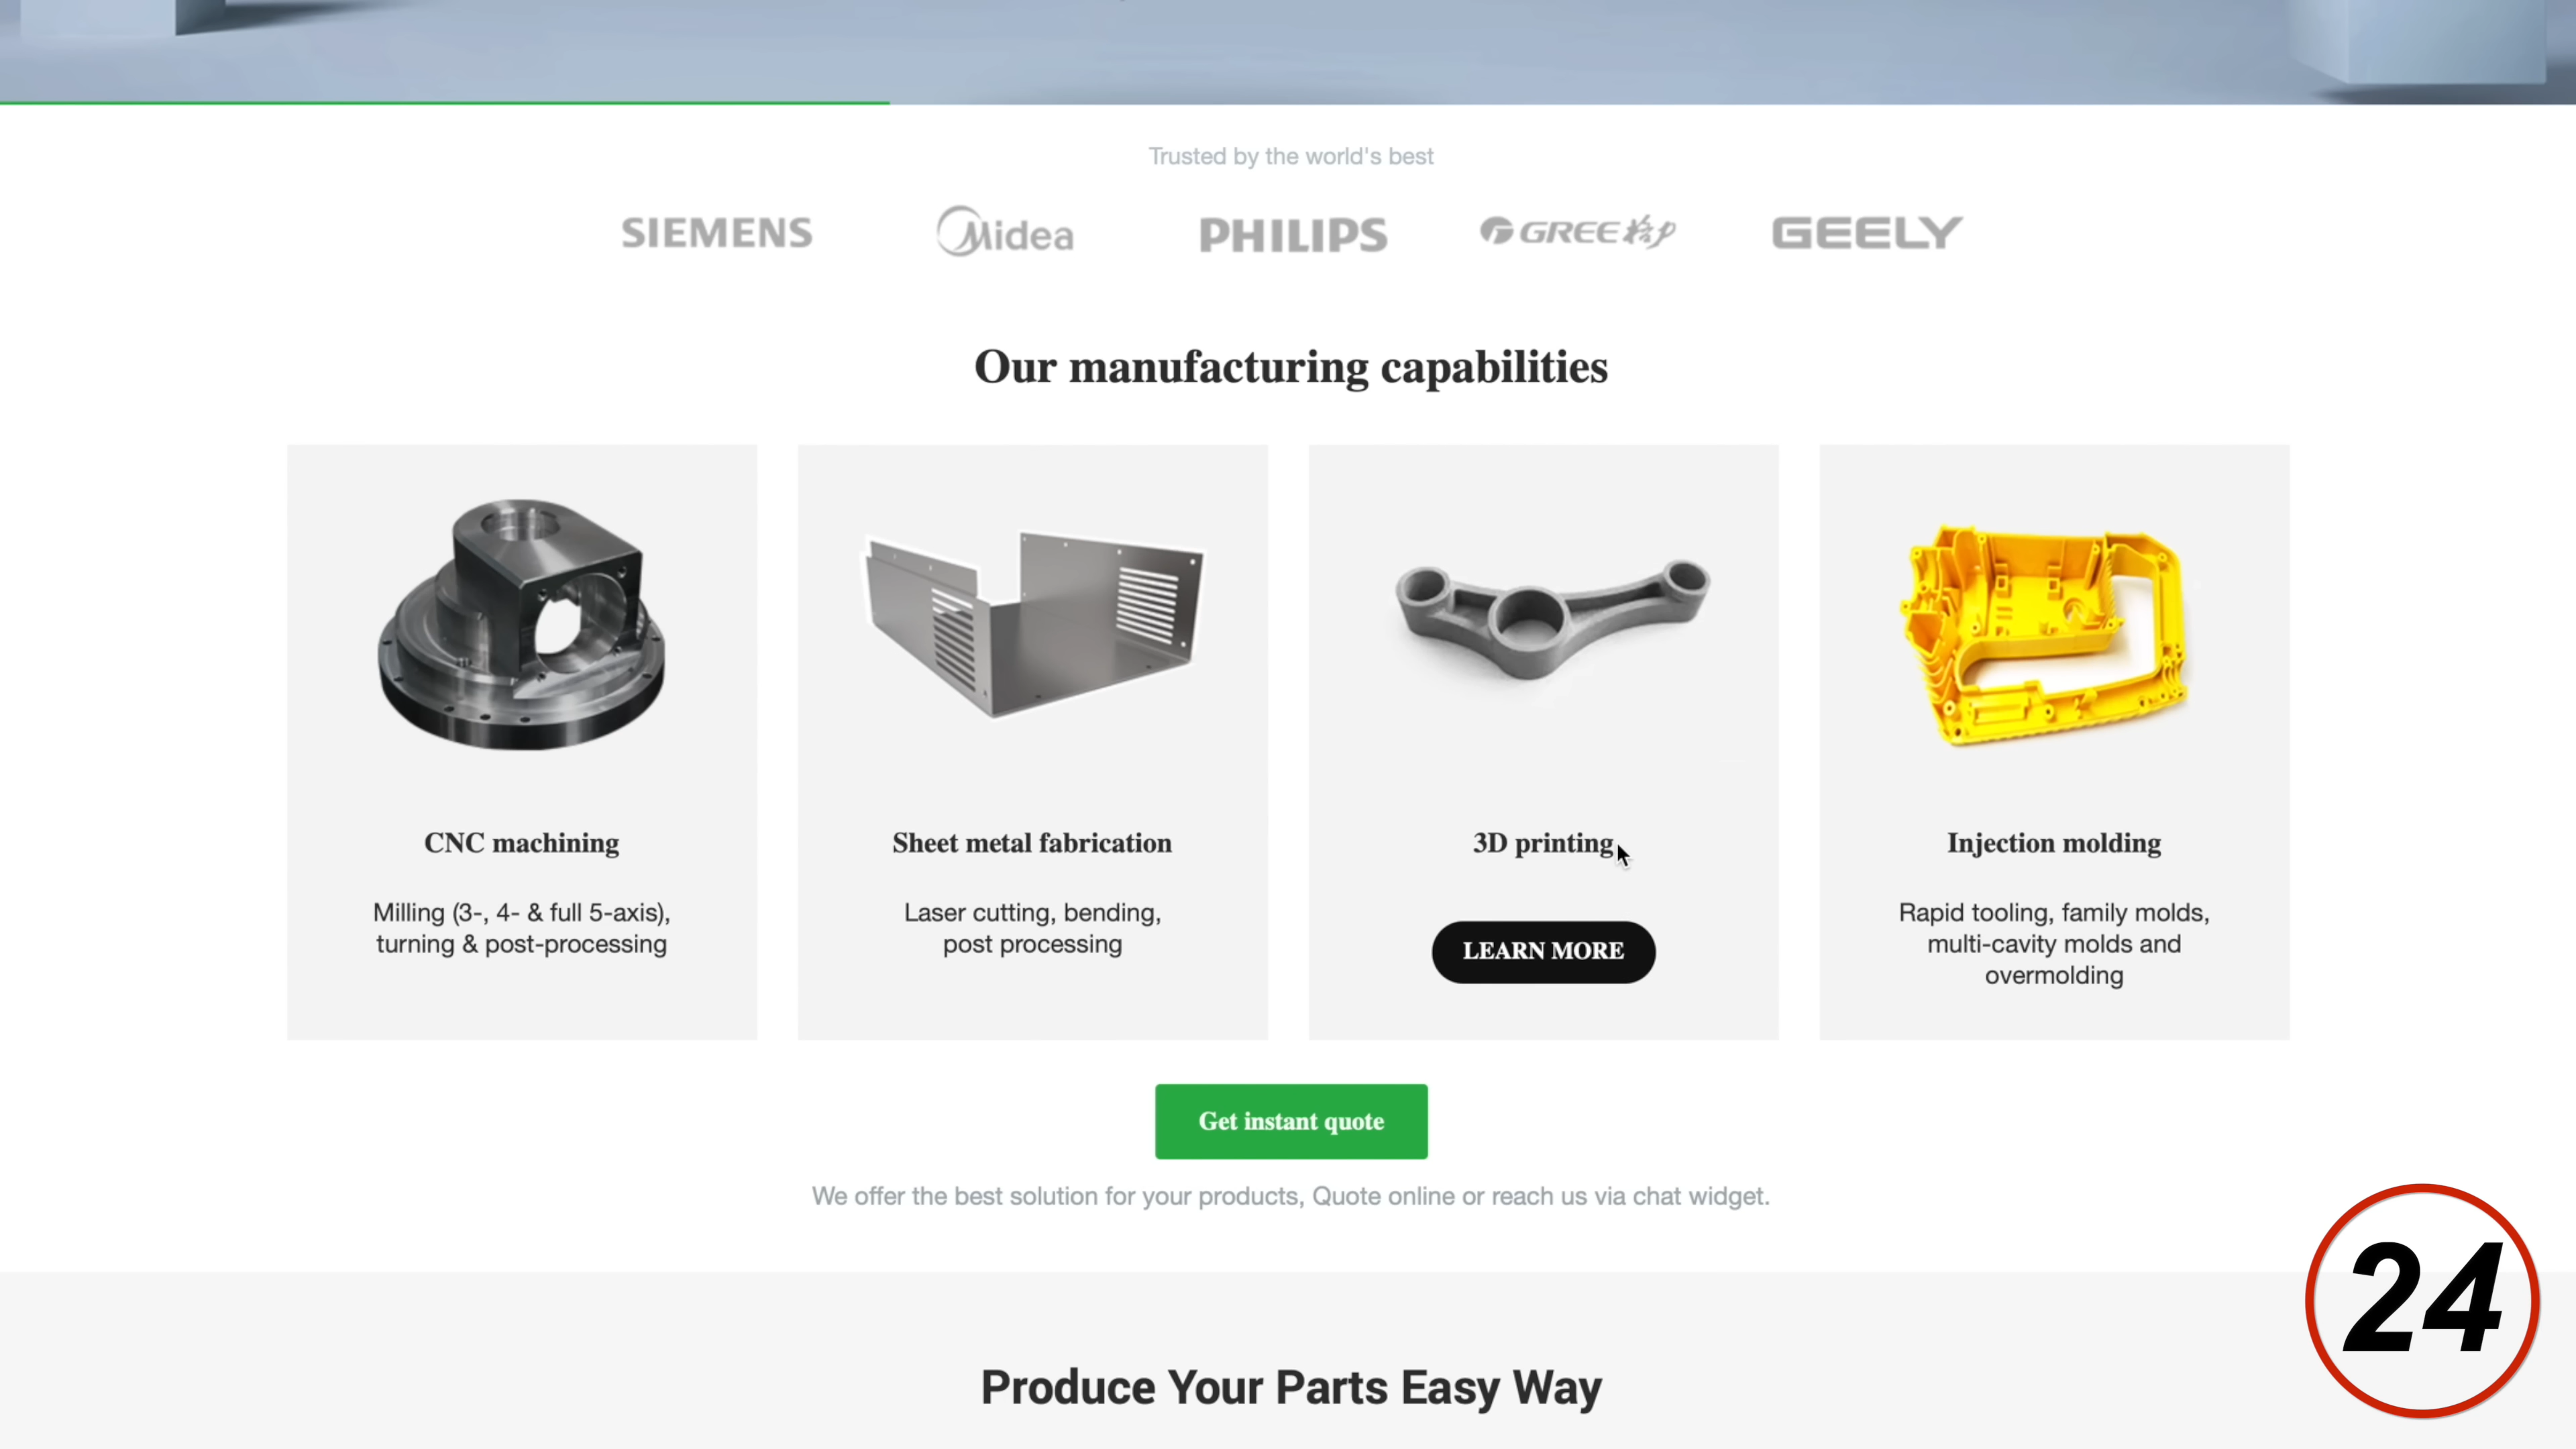 Trusted by the world's best
SIEMENS
Midea
PHILIPS
GREE 格力
GEELY
Our manufacturing capabilities
CNC machining
Milling (3-, 4- & full 5-axis),
turning & post-processing
Sheet metal fabrication
Laser cutting, bending,
post processing
3D printing
LEARN MORE
Injection molding
Rapid tooling, family molds,
multi-cavity molds and
overmolding
Get instant quote
We offer the best solution for your products, Quote online or reach us via chat widget.
24
Produce Your Parts Easy Way